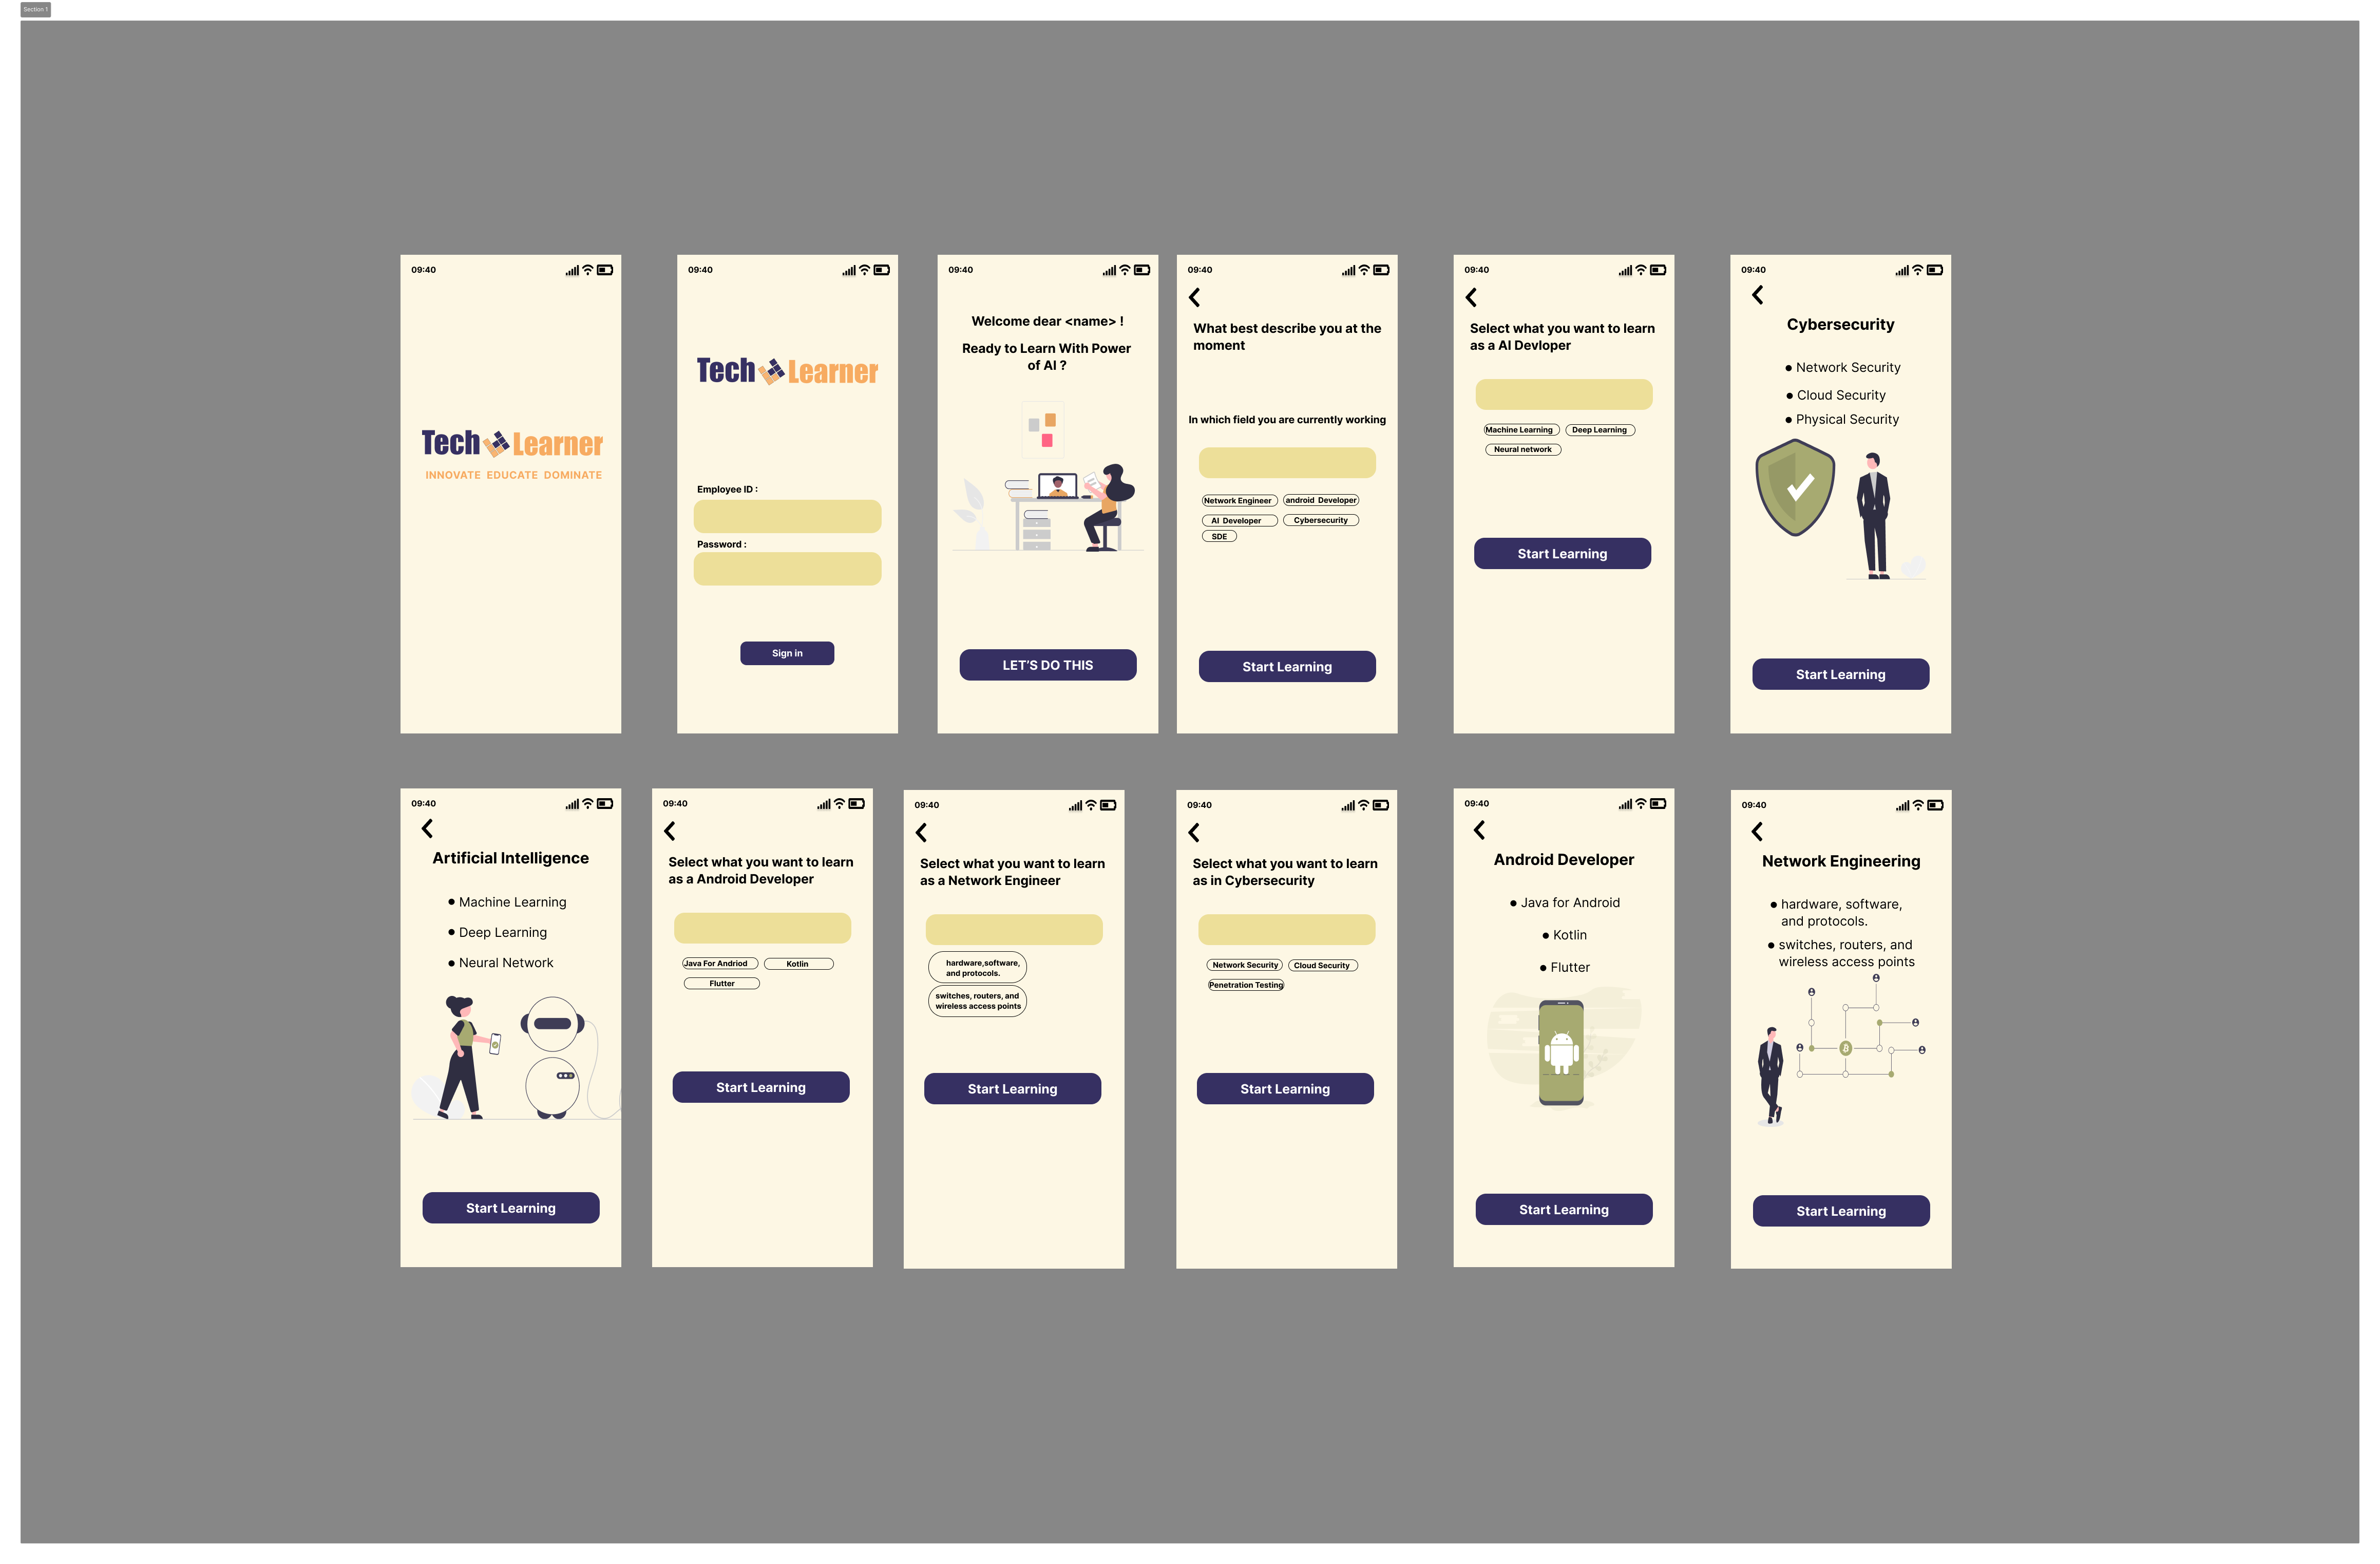 Section 1
09:40
Tech Learner
INNOVATE EDUCATE DOMINATE
09:40
Tech Learner
Employee ID :
Password :
Sign in
09:40
Welcome dear <name> !
Ready to Learn With Power
of AI ?
LET'S DO THIS
09:40
What best describe you at the
moment
In which field you are currently working
Network Engineer
android Developer
AI Developer
Cybersecurity
SDE
Start Learning
09:40
Select what you want to learn
as a AI Devloper
Machine Learning
Deep Learning
Neural network
Start Learning
09:40
Cybersecurity
● Network Security
● Cloud Security
● Physical Security
Start Learning
09:40
Artificial Intelligence
● Machine Learning
● Deep Learning
● Neural Network
Start Learning
09:40
Select what you want to learn
as a Android Developer
Java For Andriod
Kotlin
Flutter
Start Learning
09:40
Select what you want to learn
as a Network Engineer
hardware,software,
and protocols.
switches, routers, and
wireless access points
Start Learning
09:40
Select what you want to learn
as in Cybersecurity
Network Security
Cloud Security
Penetration Testing
Start Learning
09:40
Android Developer
● Java for Android
● Kotlin
● Flutter
Start Learning
09:40
Network Engineering
● hardware, software,
and protocols.
● switches, routers, and
wireless access points
Start Learning